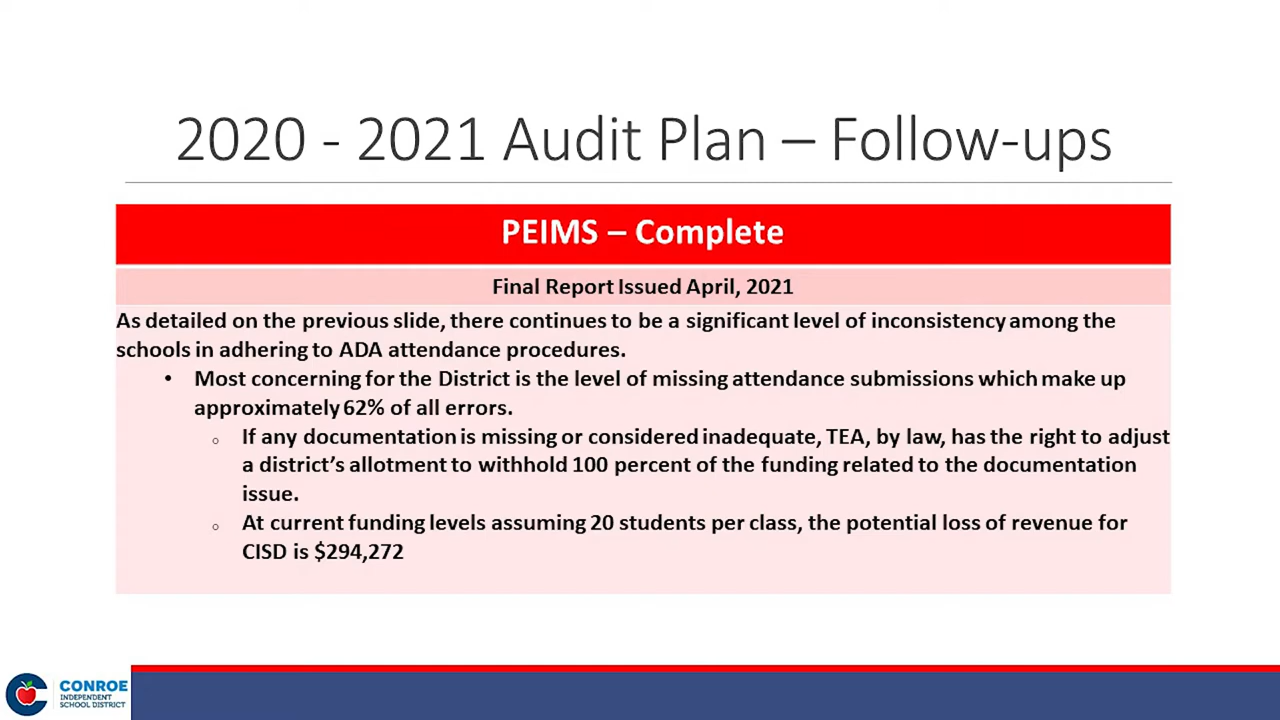 2020 - 2021 Audit Plan – Follow-ups
PEIMS – Complete
Final Report Issued April, 2021
As detailed on the previous slide, there continues to be a significant level of inconsistency among the
schools in adhering to ADA attendance procedures.
• Most concerning for the District is the level of missing attendance submissions which make up
approximately 62% of all errors.
○ If any documentation is missing or considered inadequate, TEA, by law, has the right to adjust
a district’s allotment to withhold 100 percent of the funding related to the documentation
issue.
○ At current funding levels assuming 20 students per class, the potential loss of revenue for
CISD is $294,272
CONROE
INDEPENDENT
SCHOOL DISTRICT